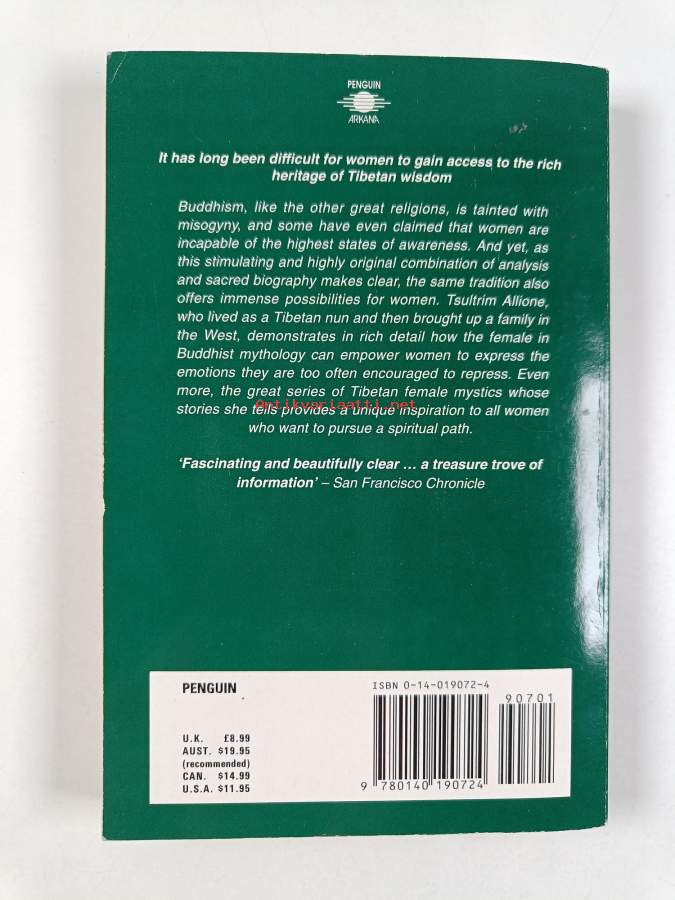 PENGUIN
ARKANA
It has long been difficult for women to gain access to the rich
heritage of Tibetan wisdom
Buddhism, like the other great religions, is tainted with
misogyny, and some have even claimed that women are
incapable of the highest states of awareness. And yet, as
this stimulating and highly original combination of analysis
and sacred biography makes clear, the same tradition also
offers immense possibilities for women. Tsultrim Allione,
who lived as a Tibetan nun and then brought up a family in
the West, demonstrates in rich detail how the female in
Buddhist mythology can empower women to express the
emotions they are too often encouraged to repress. Even
more, the great series of Tibetan female mystics whose
stories she tells provides a unique inspiration to all women
Antikvariaatti.net
who want to pursue a spiritual path.
‘Fascinating and beautifully clear ... a treasure trove of
information’ – San Francisco Chronicle
PENGUIN
U.K. £8.99
AUST. $19.95
(recommended)
CAN. $14.99
U.S.A. $11.95
ISBN 0-14-019072-4
90701
9 780140 190724